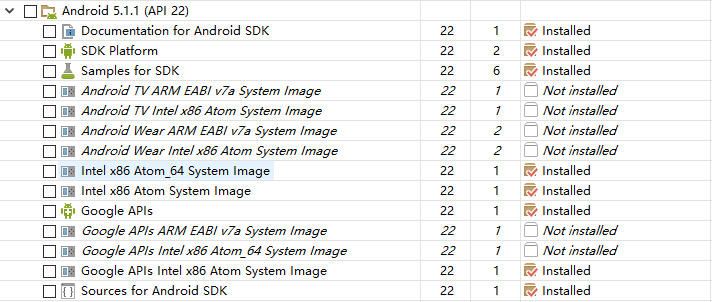 Android 5.1.1 (API 22)
Documentation for Android SDK 22 1 Installed
SDK Platform 22 2 Installed
Samples for SDK 22 6 Installed
Android TV ARM EABI v7a System Image 22 1 Not installed
Android TV Intel x86 Atom System Image 22 1 Not installed
Android Wear ARM EABI v7a System Image 22 2 Not installed
Android Wear Intel x86 Atom System Image 22 2 Not installed
Intel x86 Atom_64 System Image 22 1 Installed
Intel x86 Atom System Image 22 1 Installed
Google APIs 22 1 Installed
Google APIs ARM EABI v7a System Image 22 1 Not installed
Google APIs Intel x86 Atom_64 System Image 22 1 Not installed
Google APIs Intel x86 Atom System Image 22 1 Installed
Sources for Android SDK 22 1 Installed